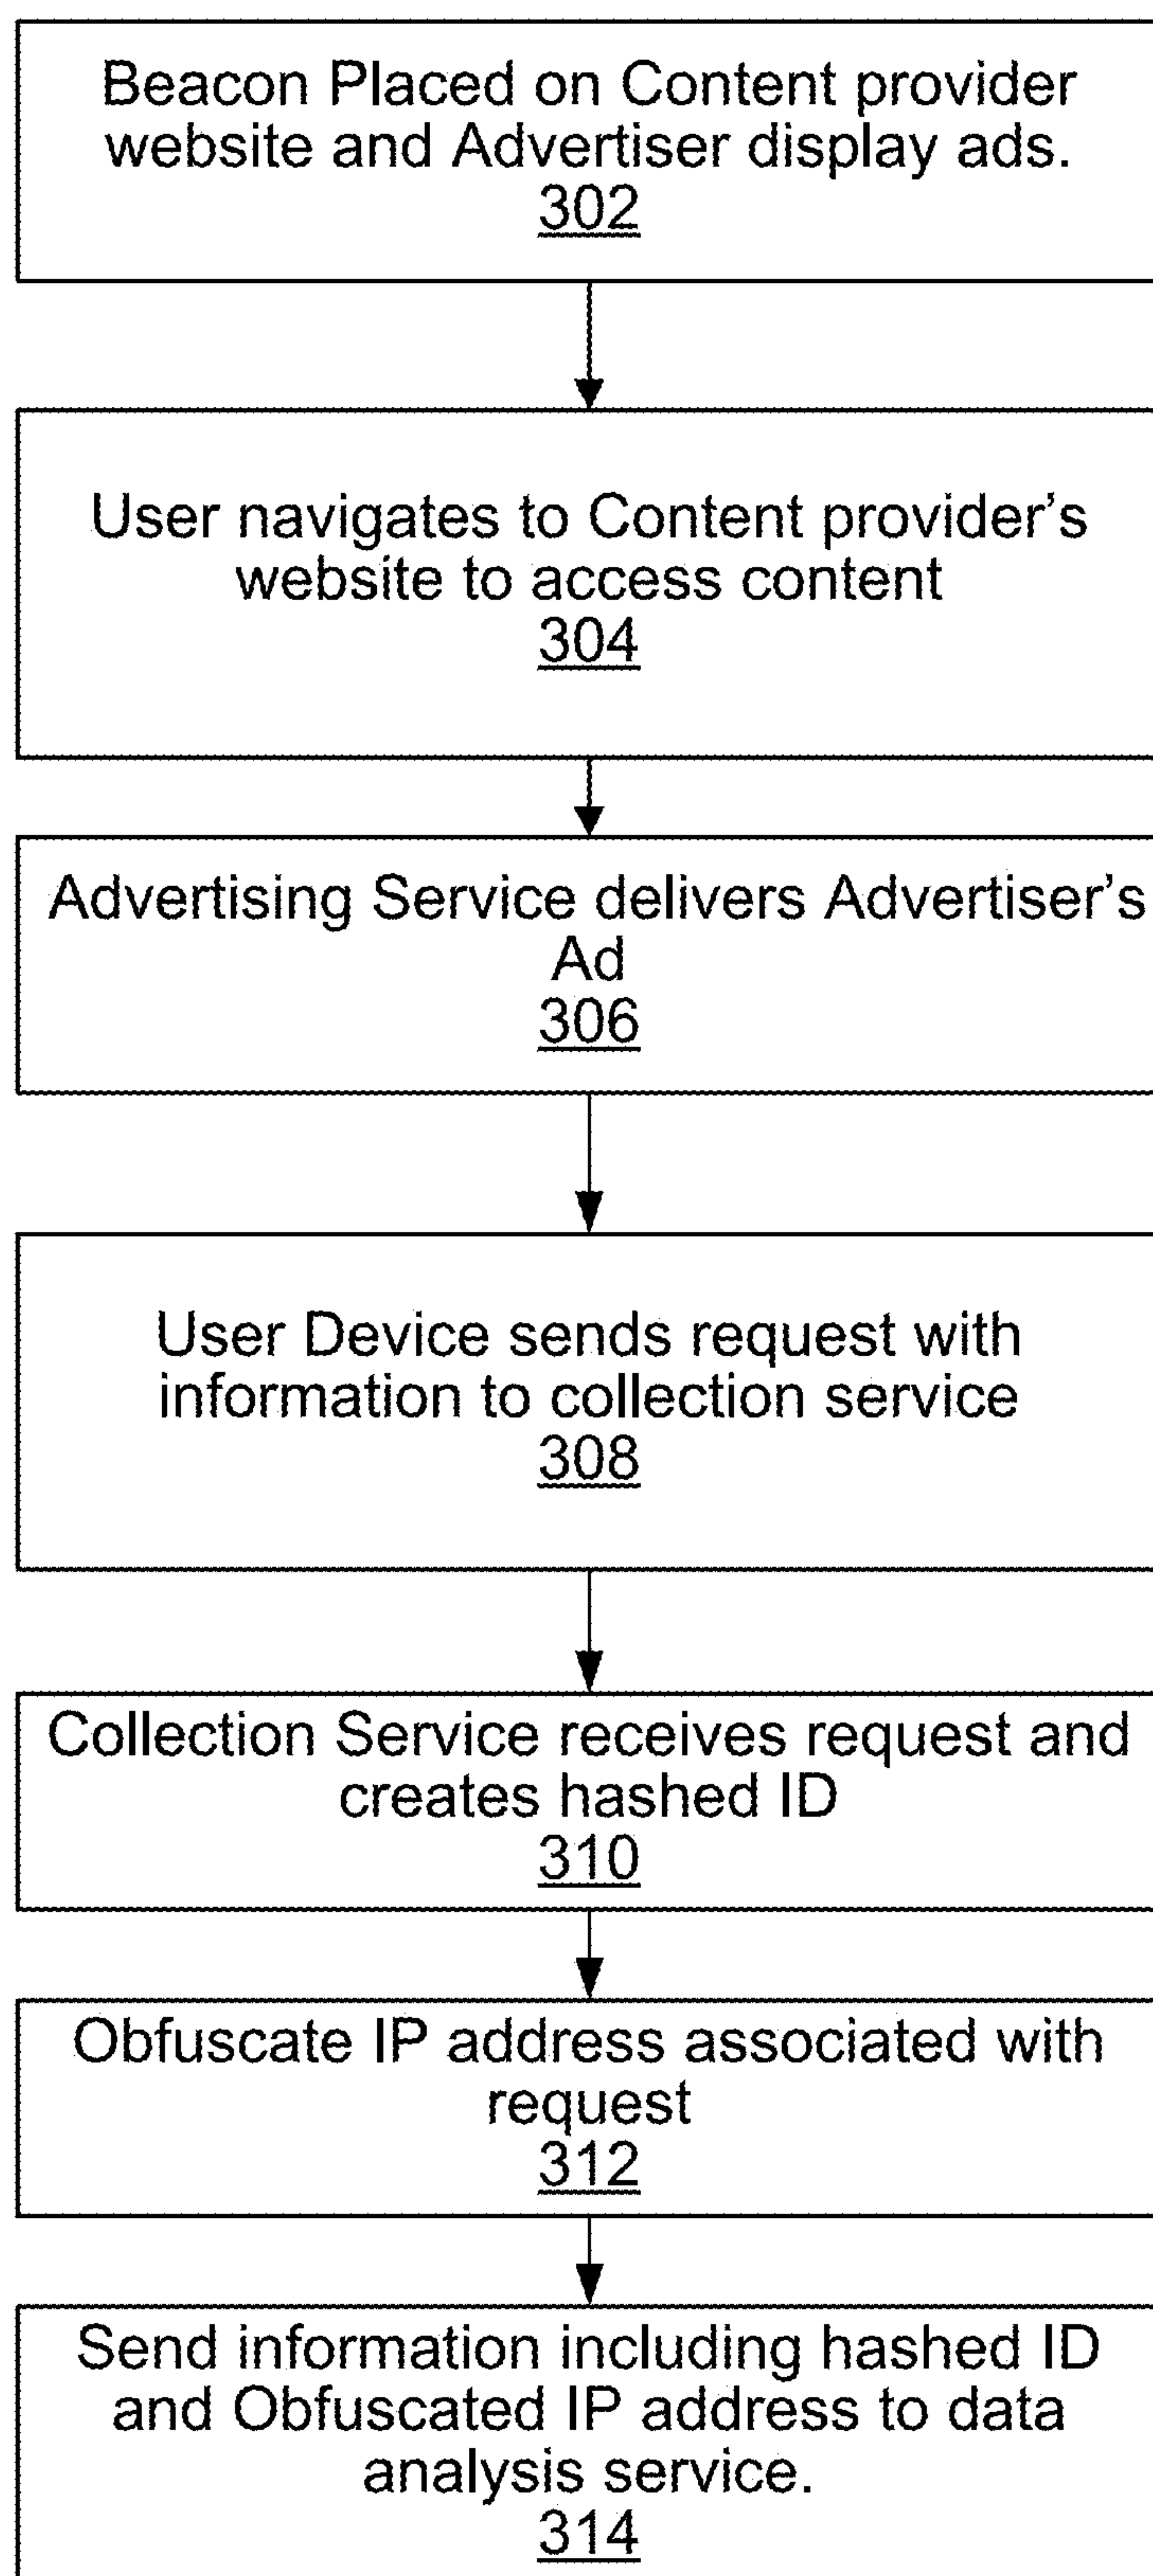 Beacon Placed on Content provider
website and Advertiser display ads.
302
User navigates to Content provider's
website to access content
304
Advertising Service delivers Advertiser's
Ad
306
User Device sends request with
information to collection service
308
Collection Service receives request and
creates hashed ID
310
Obfuscate IP address associated with
request
312
Send information including hashed ID
and Obfuscated IP address to data
analysis service.
314